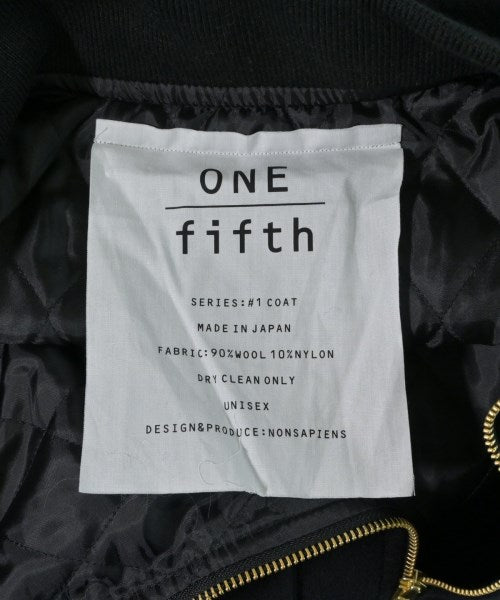 ONE
fifth
SERIES:#1 COAT
MADE IN JAPAN
FABRIC:90%WOOL 10%NYLON
DRY CLEAN ONLY
UNISEX
DESIGN&PRODUCE:NONSAPIENS